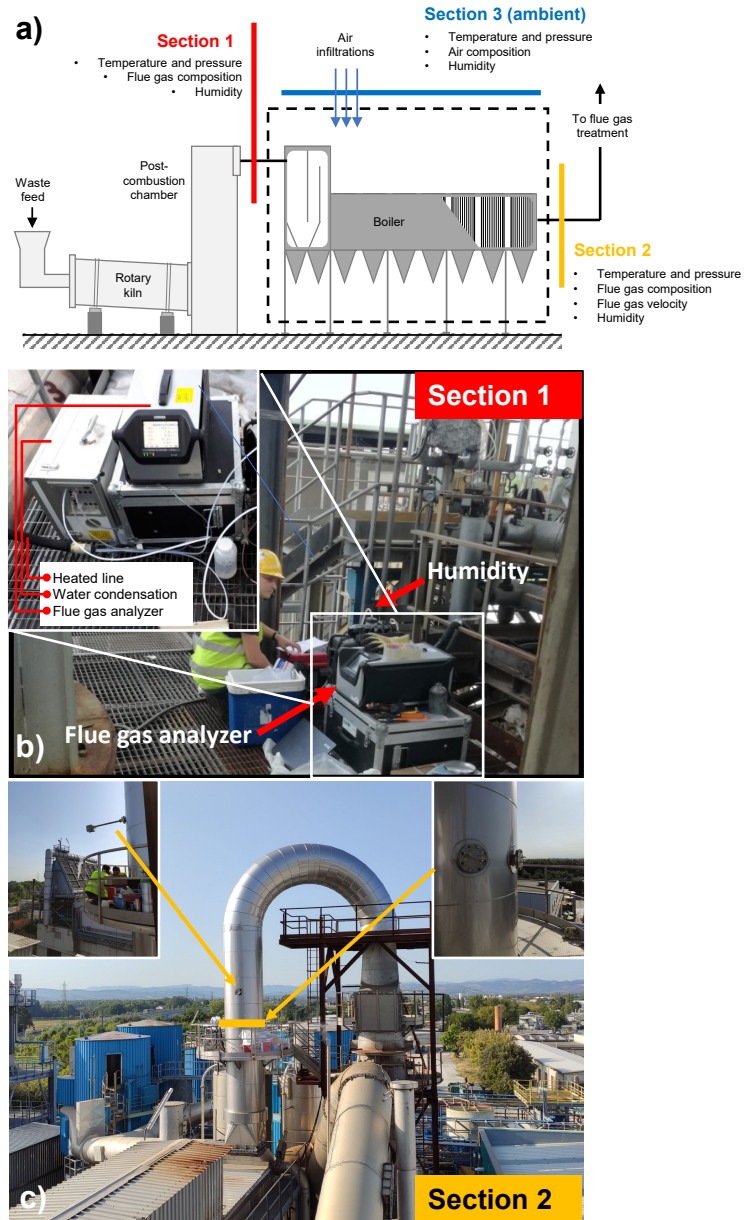 a)
Section 1
• Temperature and pressure
• Flue gas composition
• Humidity
Air
infiltrations
Section 3 (ambient)
• Temperature and pressure
• Air composition
• Humidity
To flue gas
treatment
Post-
combustion
chamber
Waste
feed
Rotary
kiln
Boiler
Section 2
• Temperature and pressure
• Flue gas composition
• Flue gas velocity
• Humidity
Section 1
Heated line
Water condensation
Flue gas analyzer
Humidity
Flue gas analyzer
b)
c)
Section 2